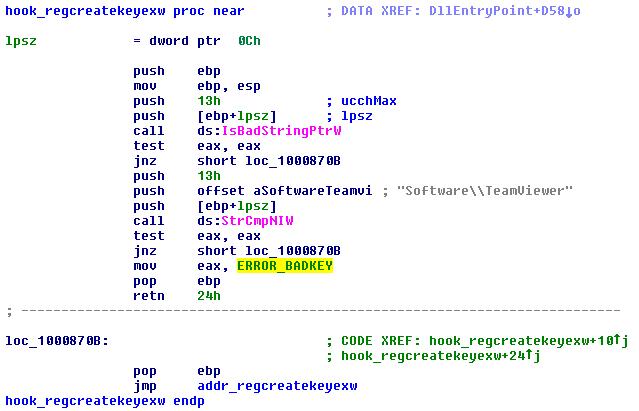 hook_regcreatekeyexw proc near ; DATA XREF: DllEntryPoint+D58↓o
lpsz = dword ptr 0Ch
push ebp
mov ebp, esp
push 13h ; ucchMax
push [ebp+lpsz] ; lpsz
call ds:IsBadStringPtrW
test eax, eax
jnz short loc_1000870B
push 13h
push offset aSoftwareTeamvi ; "Software\\TeamViewer"
push [ebp+lpsz]
call ds:StrCmpNIW
test eax, eax
jnz short loc_1000870B
mov eax, ERROR_BADKEY
pop ebp
retn 24h
; ---------------------------------------------------------------------------
loc_1000870B: ; CODE XREF: hook_regcreatekeyexw+10↑j
; hook_regcreatekeyexw+24↑j
pop ebp
jmp addr_regcreatekeyexw
hook_regcreatekeyexw endp